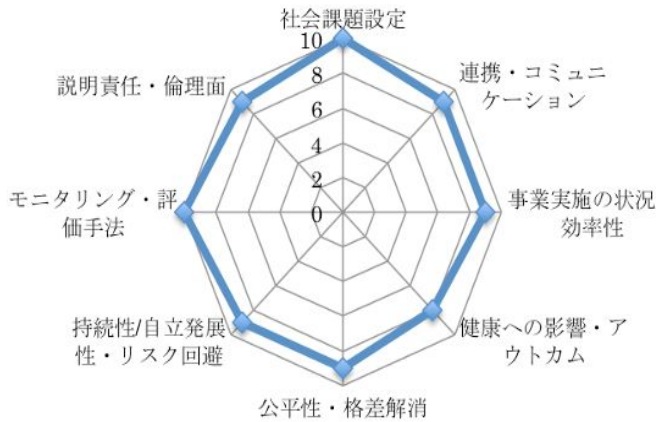 社会課題設定
10
8
6
4
2
0
連携・コミュニ
ケーション
事業実施の状況
効率性
健康への影響・ア
ウトカム
公平性・格差解消
持続性/自立発展
性・リスク回避
モニタリング・評
価手法
説明責任・倫理面